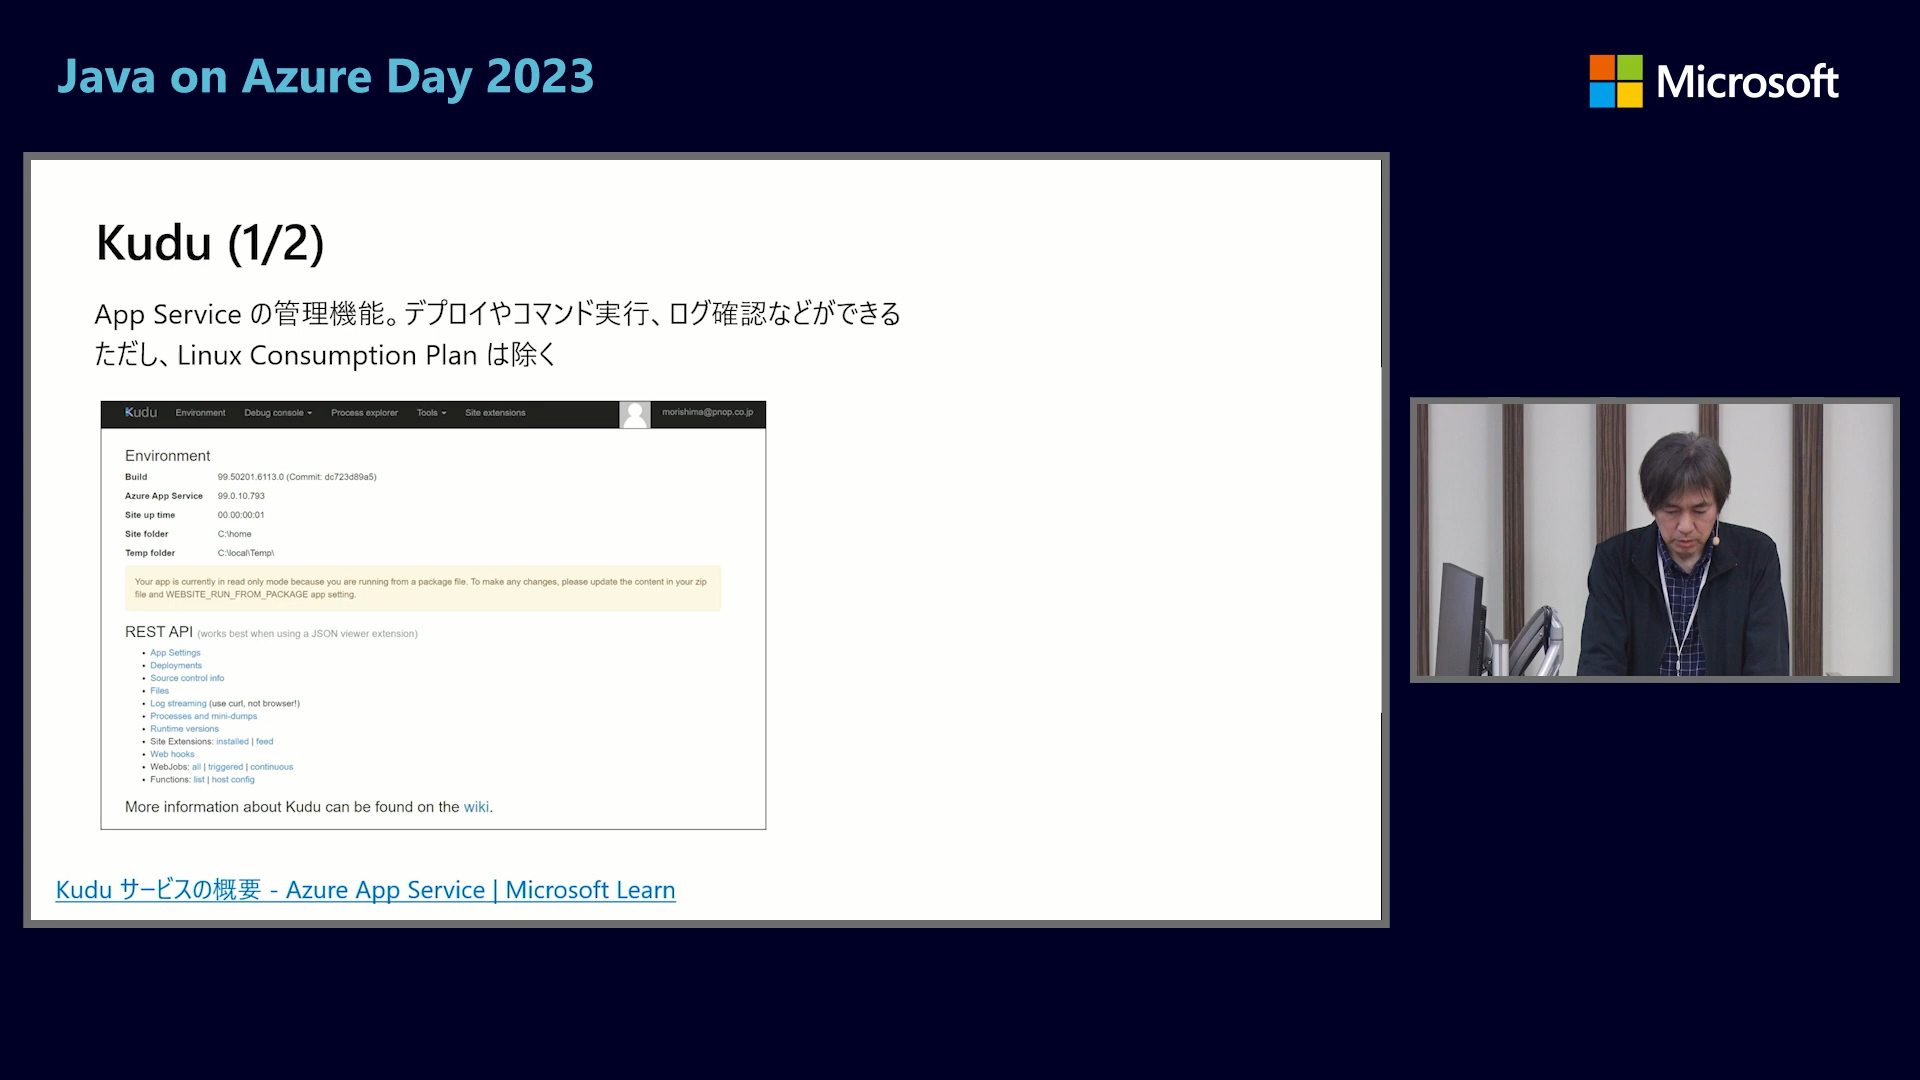 Java on Azure Day 2023
Microsoft
Kudu (1/2)
App Service の管理機能。デプロイやコマンド実行、ログ確認などができる
ただし、Linux Consumption Plan は除く
Kudu Environment Debug console Process explorer Tools Site extensions morishima@pnop.co.jp
Environment
Build 99.50201.6113.0 (Commit: dc723d89a5)
Azure App Service 99.0.10.793
Site up time 00.00:00:01
Site folder C:\home
Temp folder C:\local\Temp\
Your app is currently in read only mode because you are running from a package file. To make any changes, please update the content in your zip
file and WEBSITE_RUN_FROM_PACKAGE app setting.
REST API (works best when using a JSON viewer extension)
• App Settings
• Deployments
• Source control info
• Files
• Log streaming (use curl, not browser!)
• Processes and mini-dumps
• Runtime versions
• Site Extensions: installed | feed
• Web hooks
• WebJobs: all | triggered | continuous
• Functions: list | host config
More information about Kudu can be found on the wiki.
Kudu サービスの概要 - Azure App Service | Microsoft Learn